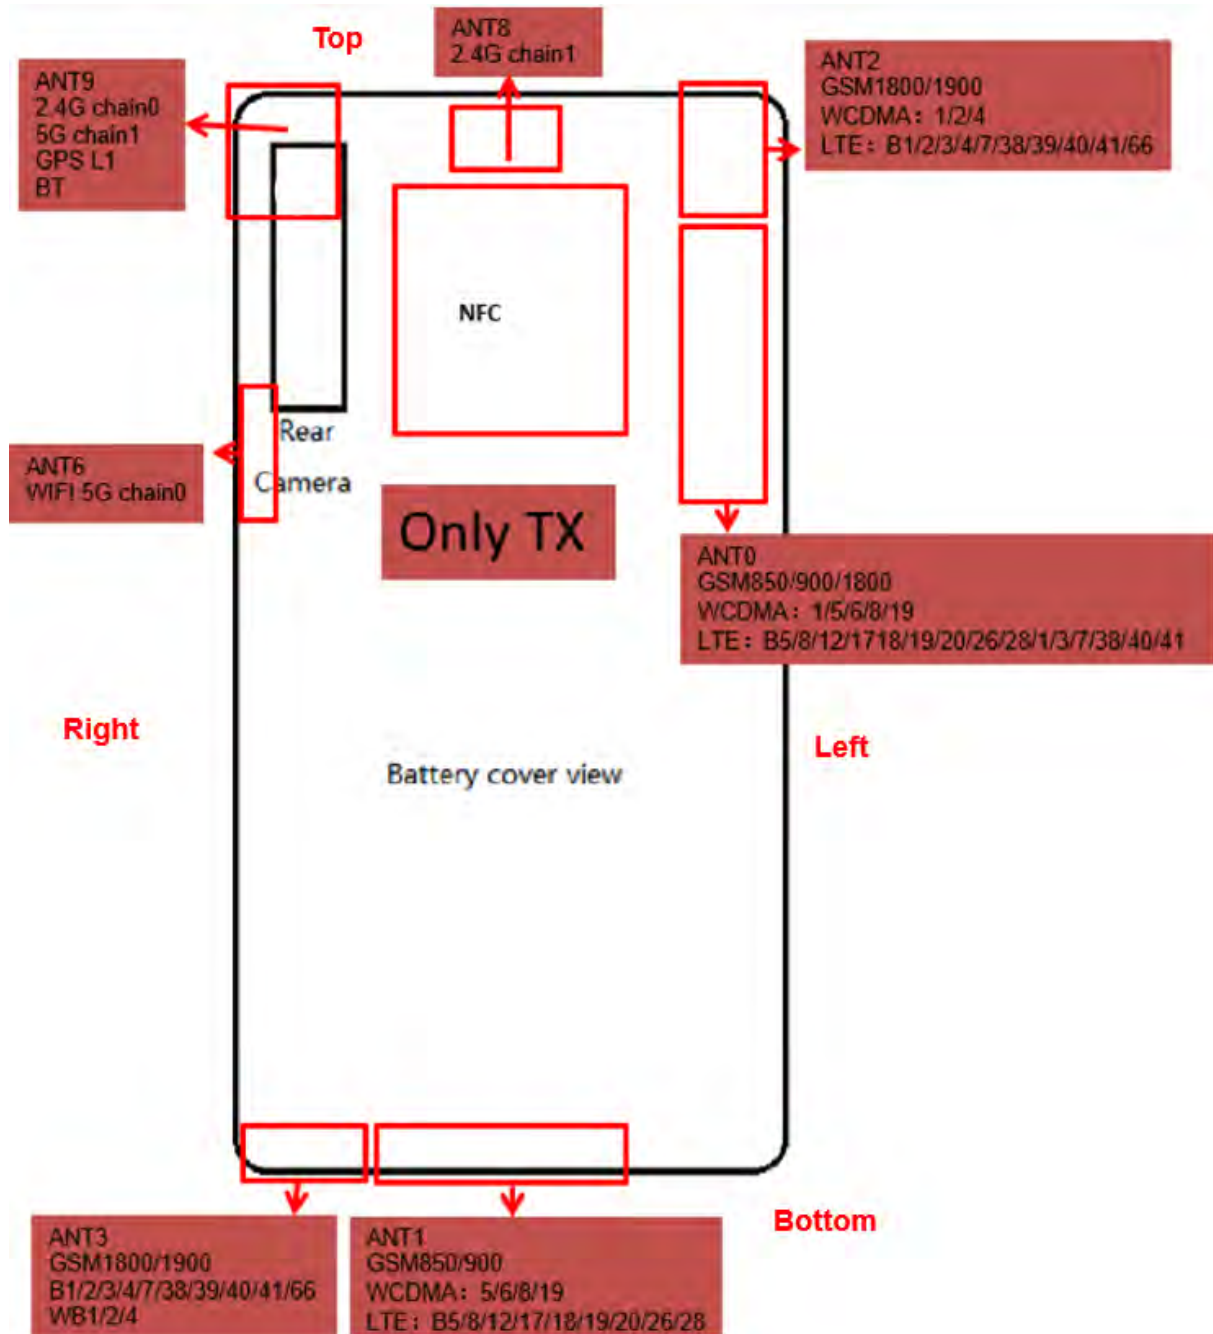 Top
ANT8
2.4G chain1
ANT9
2.4G chain0
5G chain1
GPS L1
BT
ANT2
GSM1800/1900
WCDMA: 1/2/4
LTE: B1/2/3/4/7/38/39/40/41/66
NFC
Rear
Camera
ANT6
WIFI 5G chain0
Only TX
ANT0
GSM850/900/1800
WCDMA: 1/5/6/8/19
LTE: B5/8/12/1718/19/20/26/28/1/3/7/38/40/41
Right
Left
Battery cover view
Bottom
ANT3
GSM1800/1900
B1/2/3/4/7/38/39/40/41/66
WB1/2/4
ANT1
GSM850/900
WCDMA: 5/6/8/19
LTE: B5/8/12/17/18/19/20/26/28